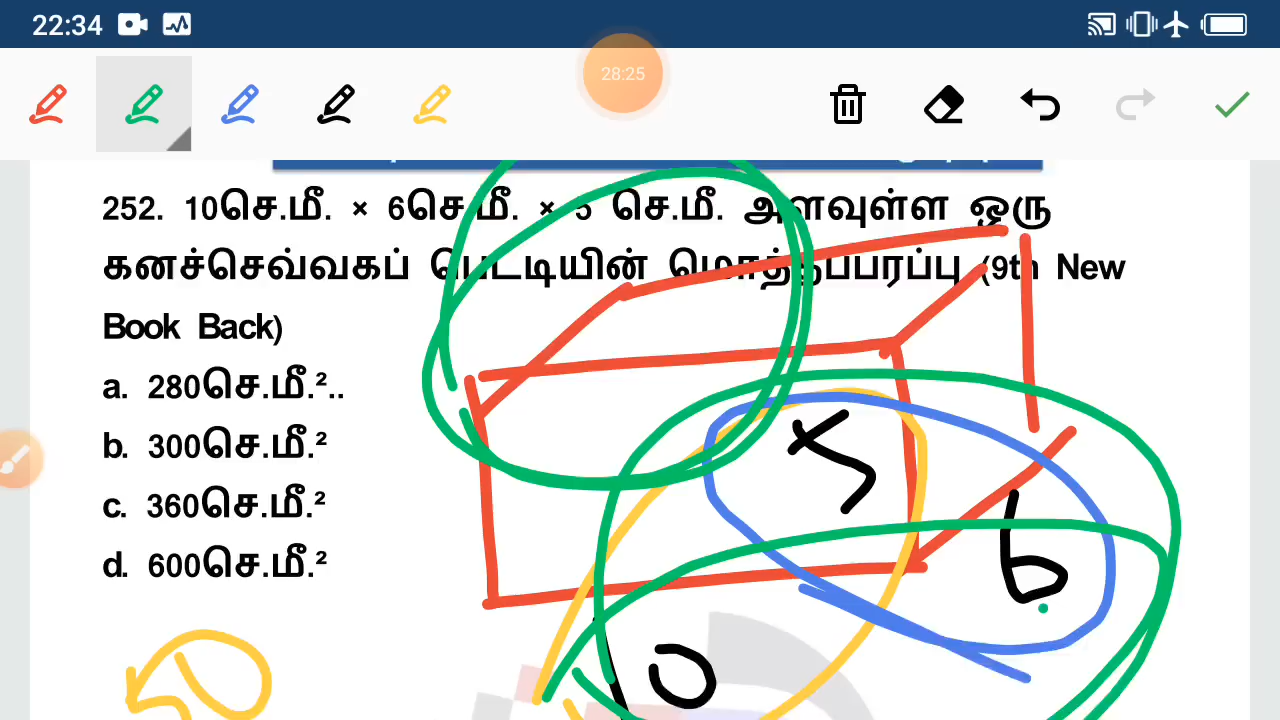 22:34
28:25
252. 10செ.மீ. × 6செ.மீ. × 5 செ.மீ. அளவுள்ள ஒரு
கனச்செவ்வகப் பெட்டியின் மொத்தப்பரப்பு (9th New
Book Back)
a. 280செ.மீ.²..
b. 300செ.மீ.²
c. 360செ.மீ.²
d. 600செ.மீ.²
5
6
10